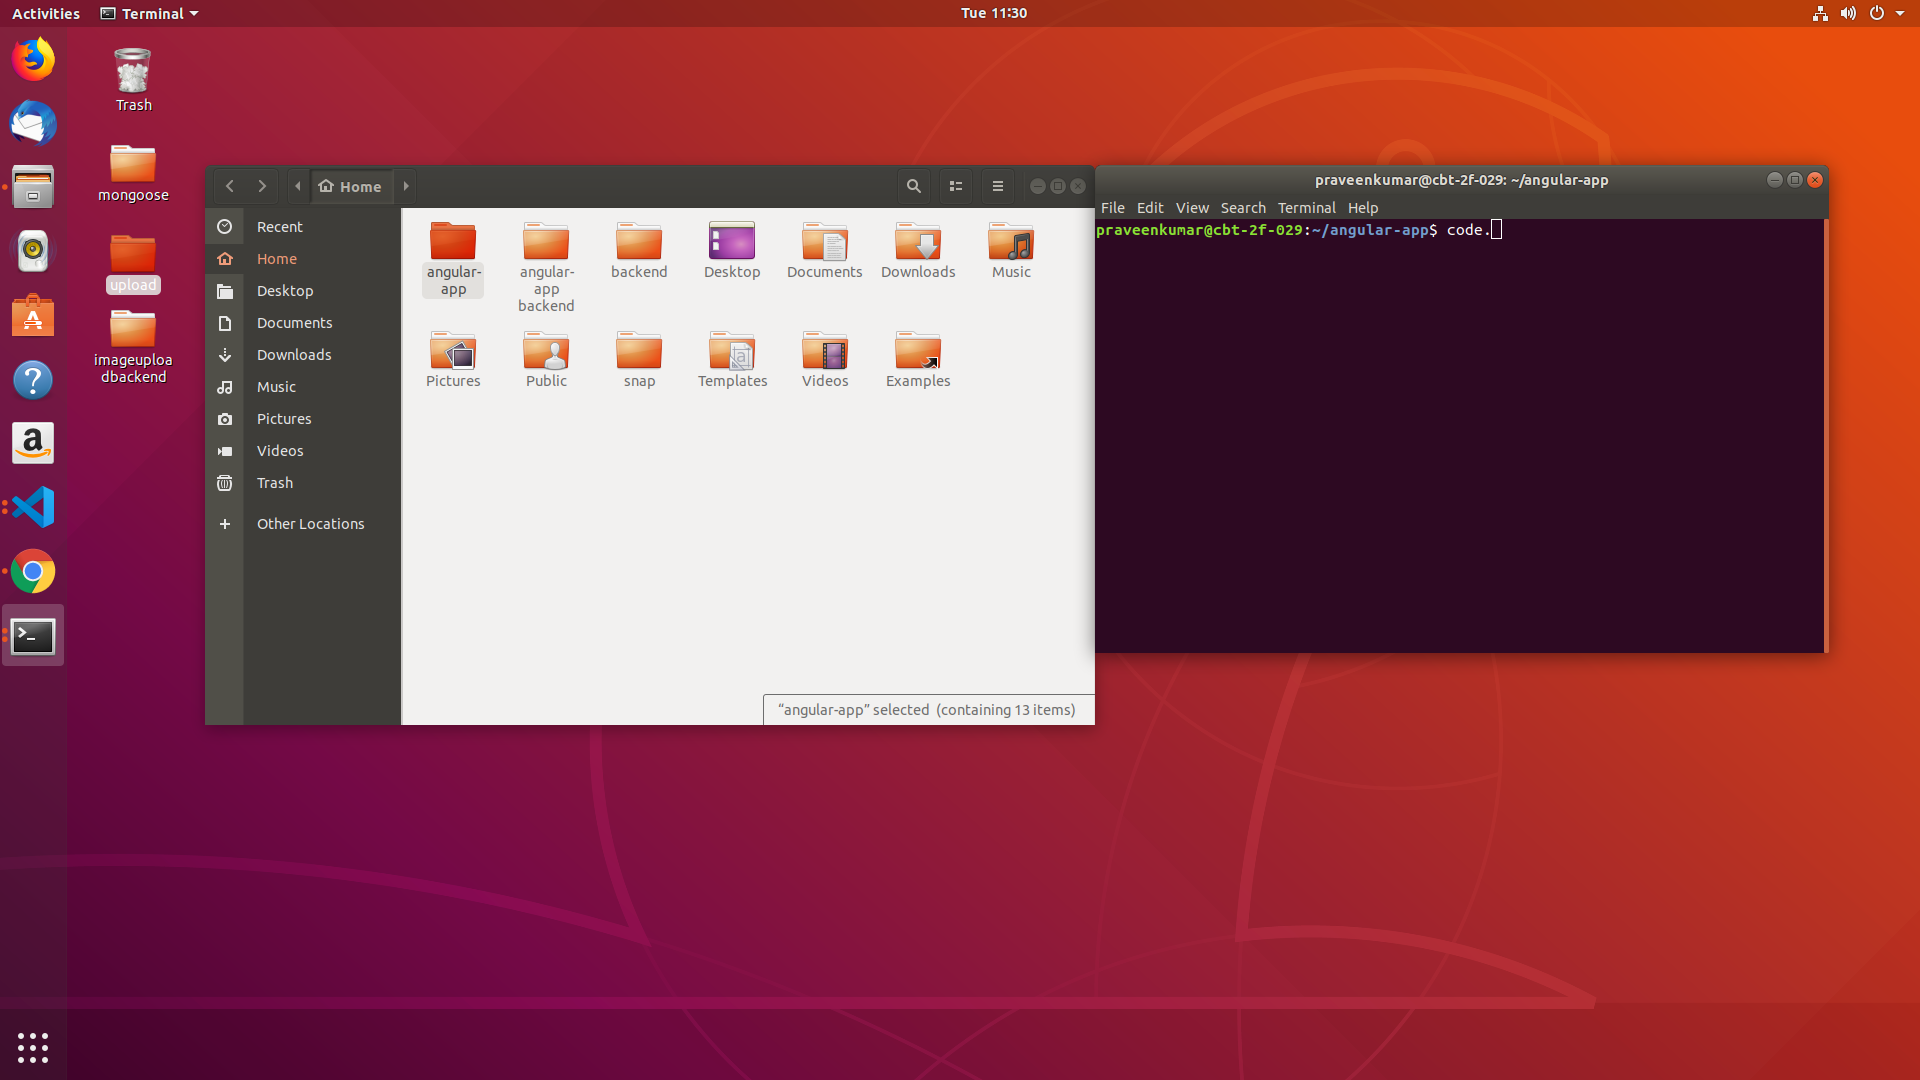 Activities Terminal Tue 11:30
Trash
mongoose
upload
imageuploa
dbackend
Home
Recent
Home
Desktop
Documents
Downloads
Music
Pictures
Videos
Trash
Other Locations
angular-
app
angular-
app
backend
backend
Desktop
Documents
Downloads
Music
Pictures
Public
snap
Templates
Videos
Examples
“angular-app” selected (containing 13 items)
praveenkumar@cbt-2f-029: ~/angular-app
File Edit View Search Terminal Help
praveenkumar@cbt-2f-029:~/angular-app$ code.